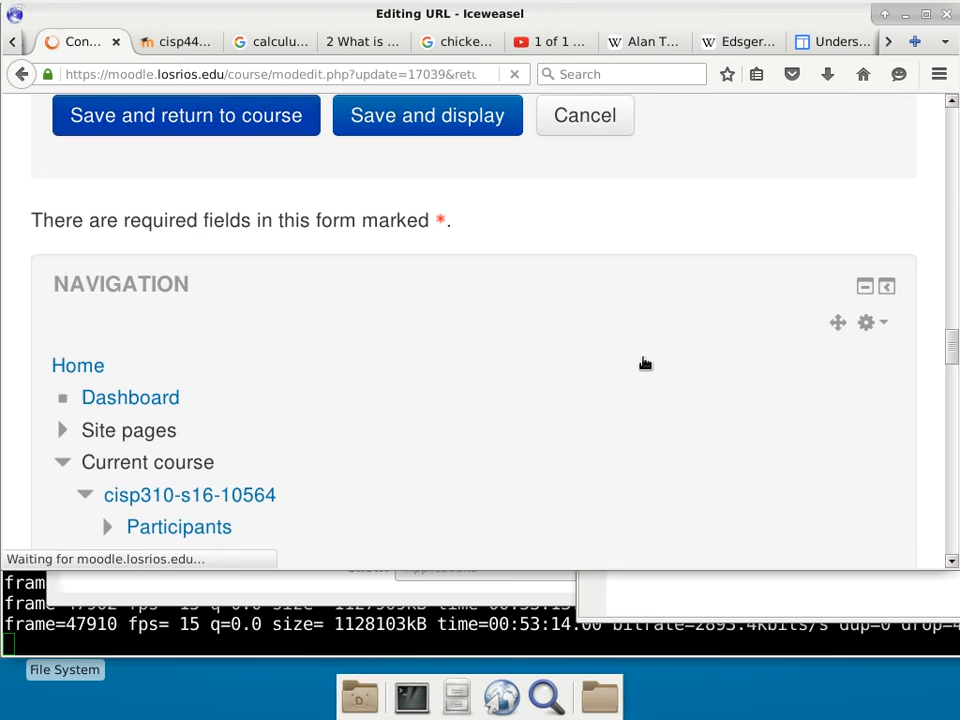 Editing URL - Iceweasel
Con...
cisp44...
calculu...
2 What is ...
chicke...
1 of 1 ...
Alan T...
Edsger...
Unders...
https://moodle.losrios.edu/course/modedit.php?update=17039&retu
Search
Save and return to course
Save and display
Cancel
There are required fields in this form marked *.
NAVIGATION
Home
Dashboard
Site pages
Current course
cisp310-s16-10564
Participants
Waiting for moodle.losrios.edu...
fram
frame
frame=47910 fps= 15 q=0.0 size= 1128103kB time=00:53:14.00 bitrate=2893.4kbits/s dup=0 drop=4
File System